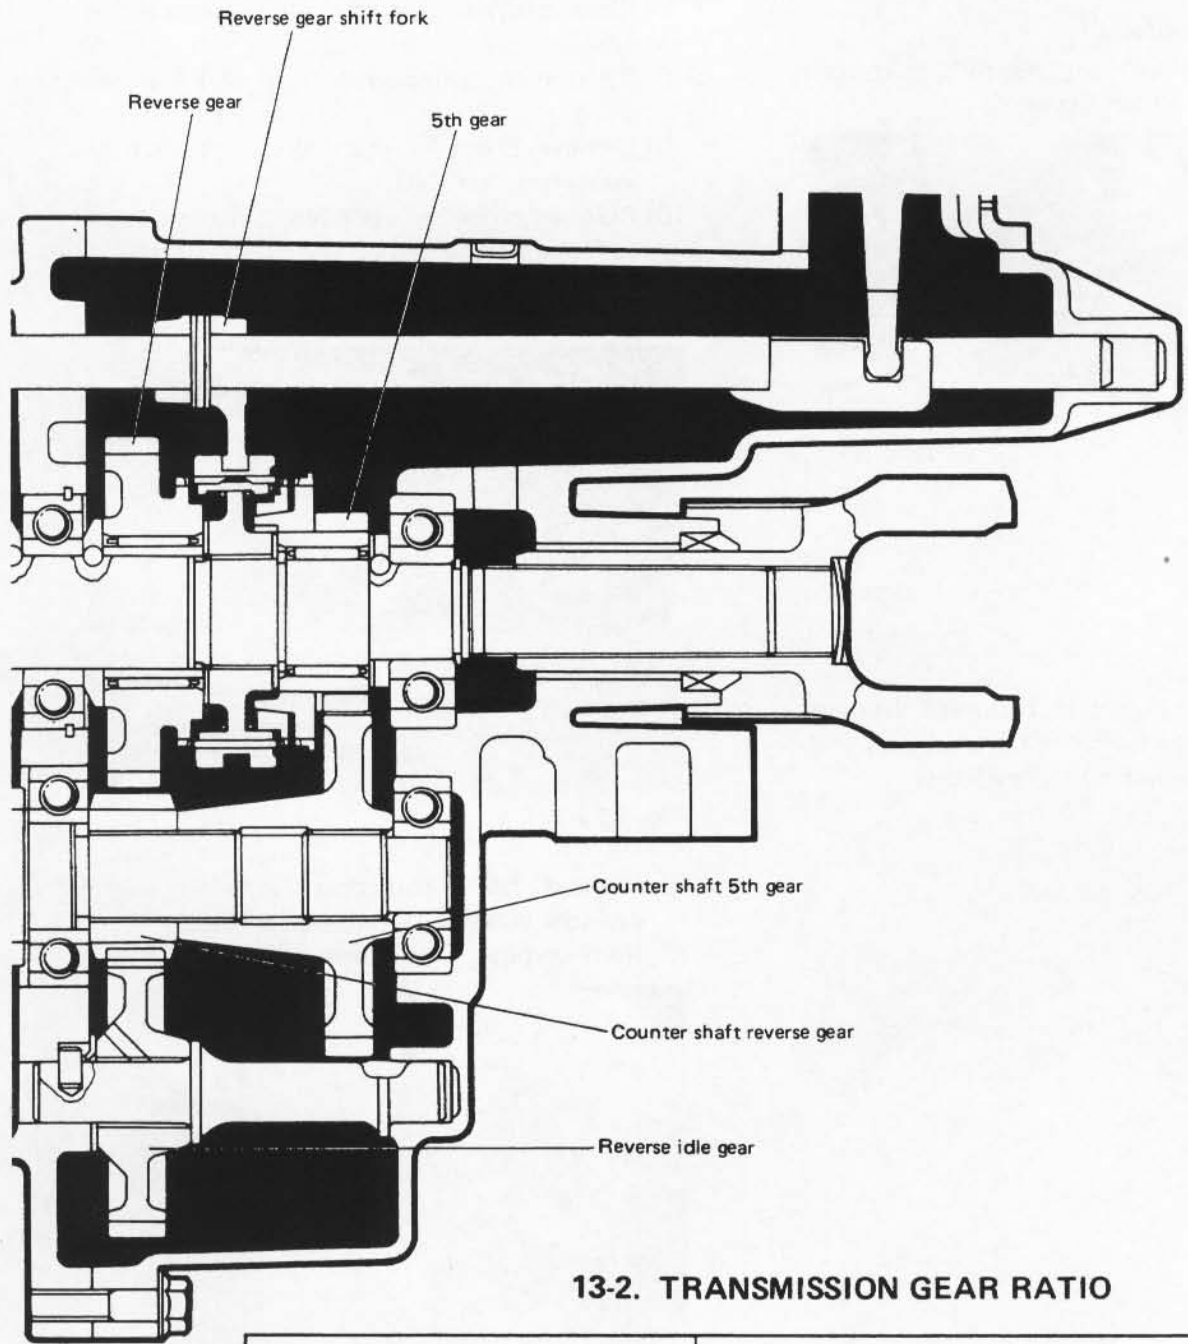 Reverse gear shift fork
Reverse gear
5th gear
Counter shaft 5th gear
Counter shaft reverse gear
Reverse idle gear
13-2. TRANSMISSION GEAR RATIO